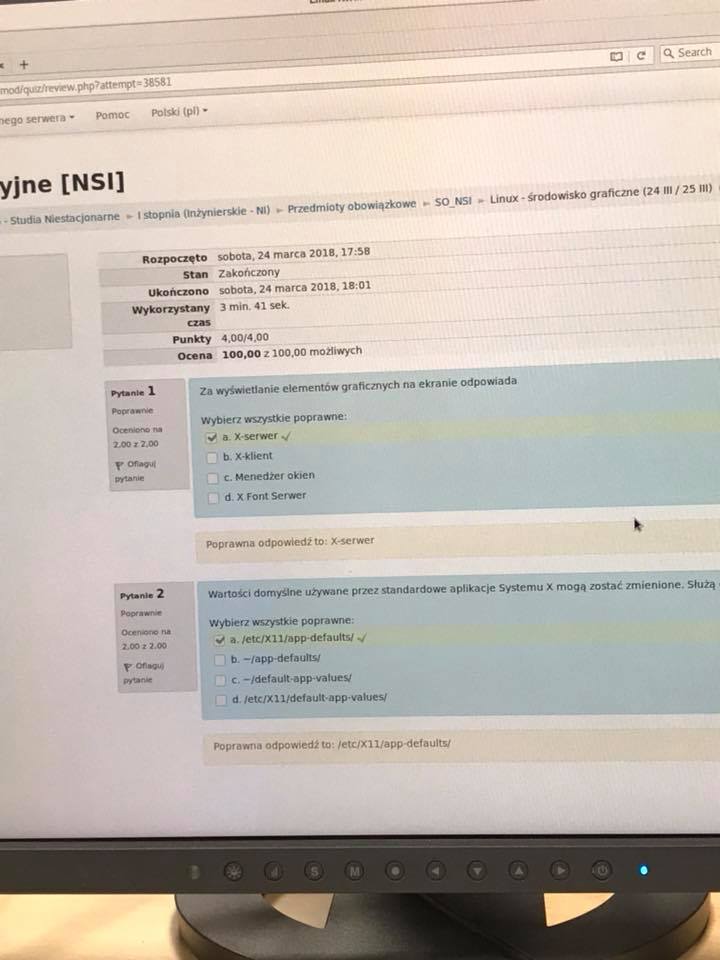 +
mod/quiz/review.php?attempt=38581
Search
nego serwera
Pomoc
Polski (pl)
yjne [NSI]
- Studia Niestacjonarne ► I stopnia (Inżynierskie - NI) ► Przedmioty obowiązkowe ► SO_NSI ► Linux - środowisko graficzne (24 III / 25 III)
Rozpoczęto sobota, 24 marca 2018, 17:58
Stan Zakończony
Ukończono sobota, 24 marca 2018, 18:01
Wykorzystany 3 min. 41 sek.
czas
Punkty 4,00/4,00
Ocena 100,00 z 100,00 możliwych
Pytanie 1
Poprawnie
Oceniono na
2,00 z 2,00
Oflaguj
pytanie
Za wyświetlanie elementów graficznych na ekranie odpowiada
Wybierz wszystkie poprawne:
a. X-serwer
b. X-klient
c. Menedżer okien
d. X Font Serwer
Poprawna odpowiedź to: X-serwer
Pytanie 2
Poprawnie
Oceniono na
2,00 z 2,00
Oflaguj
pytanie
Wartości domyślne używane przez standardowe aplikacje Systemu X mogą zostać zmienione. Służą
Wybierz wszystkie poprawne:
a. /etc/X11/app-defaults/
b. ~/app-defaults/
c. ~/default-app-values/
d. /etc/X11/default-app-values/
Poprawna odpowiedź to: /etc/X11/app-defaults/
S M